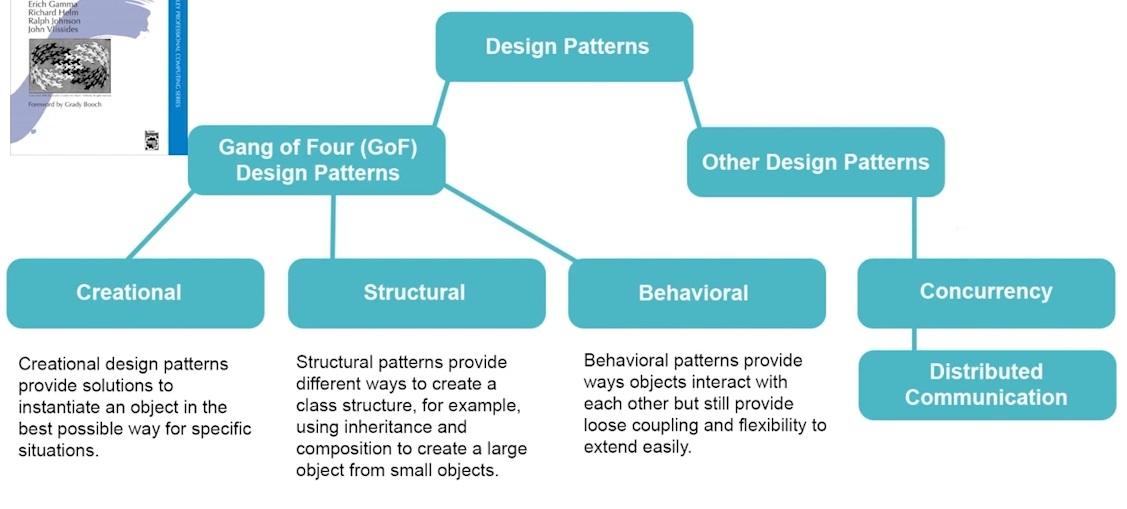 Erich Gamma
Richard Helm
Ralph Johnson
John Vlissides
Foreword by Grady Booch
LEY PROFESSIONAL COMPUTING SERIES
Design Patterns
Gang of Four (GoF)
Design Patterns
Other Design Patterns
Creational
Structural
Behavioral
Concurrency
Distributed
Communication
Creational design patterns
provide solutions to
instantiate an object in the
best possible way for specific
situations.
Structural patterns provide
different ways to create a
class structure, for example,
using inheritance and
composition to create a large
object from small objects.
Behavioral patterns provide
ways objects interact with
each other but still provide
loose coupling and flexibility to
extend easily.